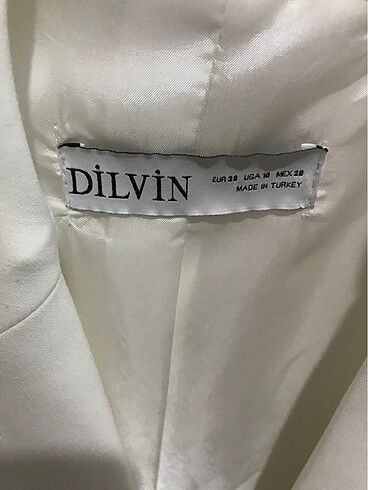 DİLVİN
EUR 38 USA 10 MEX 28
MADE IN TURKEY